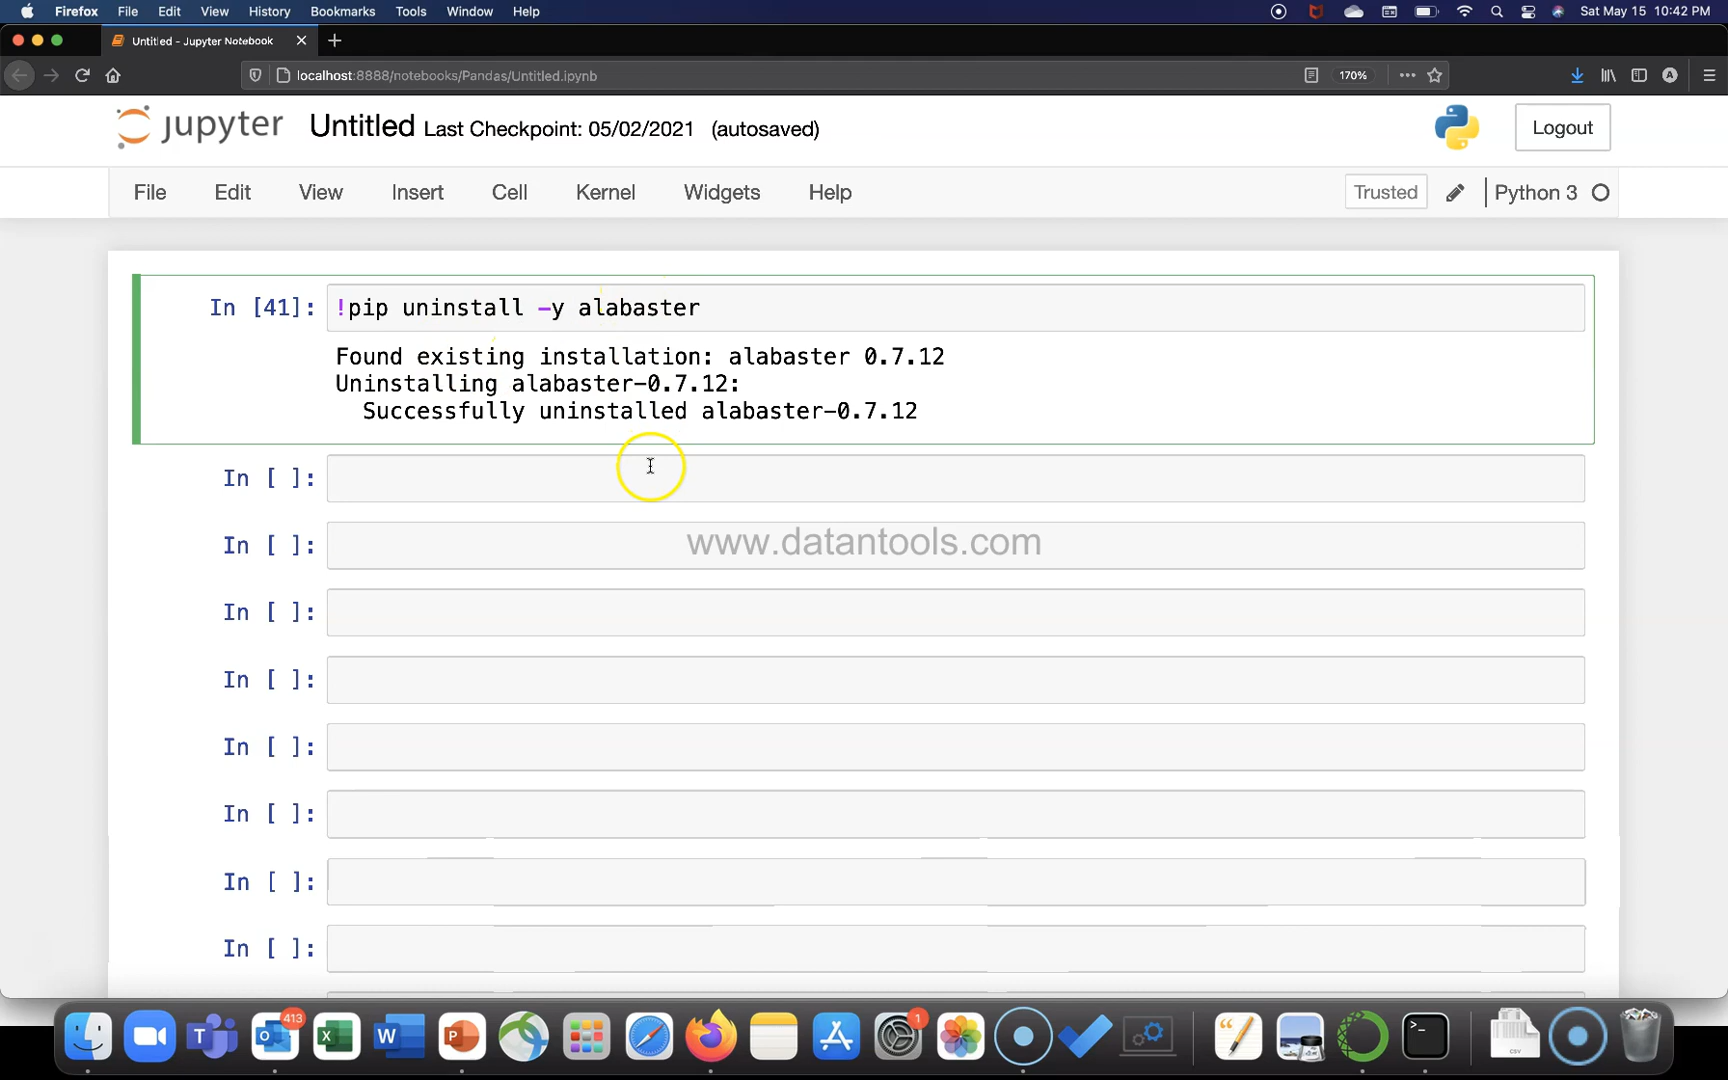 Firefox File Edit View History Bookmarks Tools Window Help Sat May 15 10:42 PM
Untitled - Jupyter Notebook
localhost:8888/notebooks/Pandas/Untitled.ipynb 170% A
jupyter Untitled Last Checkpoint: 05/02/2021 (autosaved) Logout
File Edit View Insert Cell Kernel Widgets Help Trusted Python 3
In [41]: !pip uninstall -y alabaster
Found existing installation: alabaster 0.7.12
Uninstalling alabaster-0.7.12:
Successfully uninstalled alabaster-0.7.12
In [ ]:
www.datantools.com
In [ ]:
In [ ]:
In [ ]:
In [ ]:
In [ ]:
In [ ]:
In [ ]:
413 1
CSV